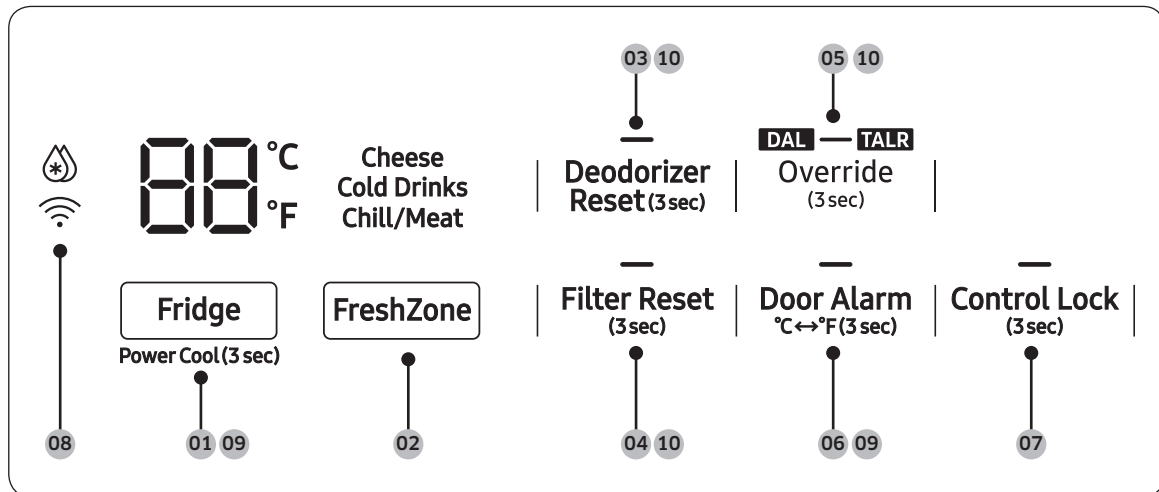 03 10
05 10
88 °C
°F
Cheese
Cold Drinks
Chill/Meat
Deodorizer
Reset (3 sec)
DAL — TALR
Override
(3 sec)
Fridge
Power Cool (3 sec)
FreshZone
Filter Reset
(3 sec)
Door Alarm
°C↔°F (3 sec)
Control Lock
(3 sec)
08
01 09
02
04 10
06 09
07